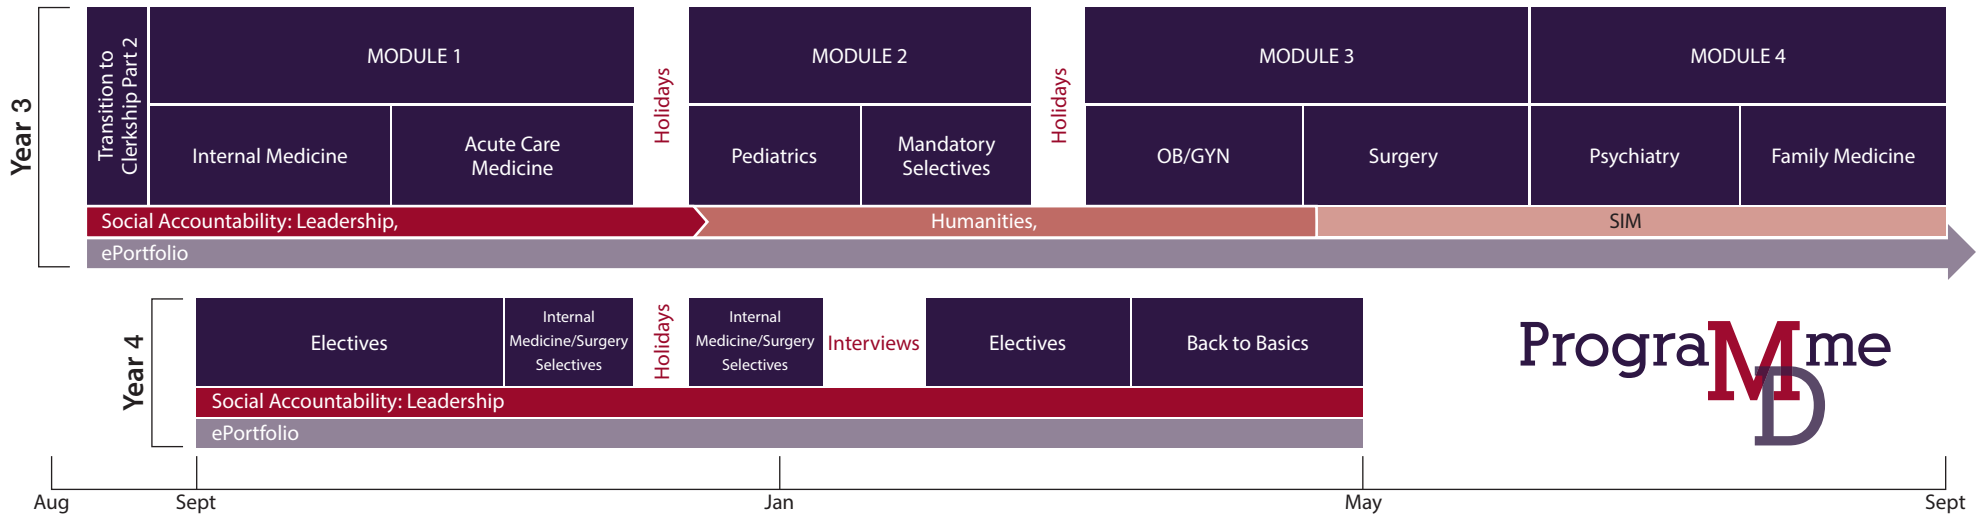 Year 3
Transition to
Clerkship Part 2
MODULE 1
Internal Medicine
Acute Care
Medicine
Holidays
MODULE 2
Pediatrics
Mandatory
Selectives
Holidays
MODULE 3
OB/GYN
Surgery
MODULE 4
Psychiatry
Family Medicine
Social Accountability: Leadership,
Humanities,
SIM
ePortfolio
Year 4
Electives
Internal
Medicine/Surgery
Selectives
Holidays
Internal
Medicine/Surgery
Selectives
Interviews
Electives
Back to Basics
Social Accountability: Leadership
ePortfolio
PrograMme
D
Aug
Sept
Jan
May
Sept